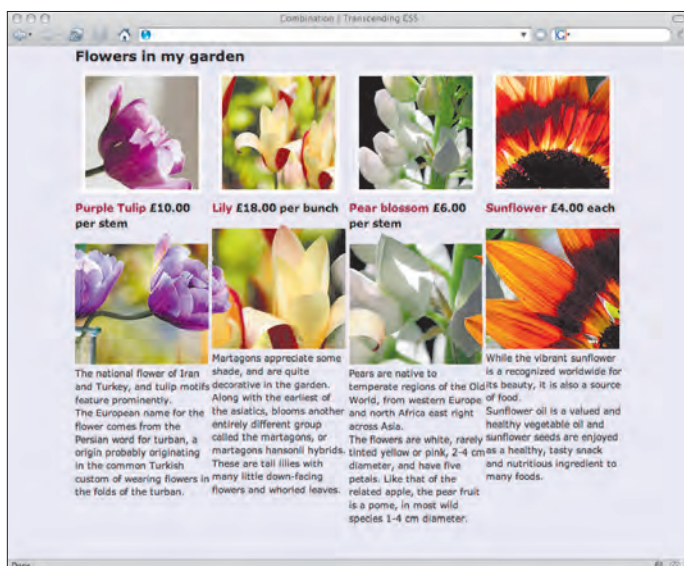 Combination | Transcending CSS
Flowers in my garden
Purple Tulip £10.00
per stem
The national flower of Iran
and Turkey, and tulip motifs
feature prominently.
The European name for the
flower comes from the
Persian word for turban, a
origin probably originating
in the common Turkish
custom of wearing flowers in
the folds of the turban.
Lily £18.00 per bunch
Martagons appreciate some
shade, and are quite
decorative in the garden.
Along with the earliest of
the asiatics, blooms another
entirely different group
called the martagons, or
martagons hansonii hybrids.
These are tall lilies with
many little down-facing
flowers and whorled leaves.
Pear blossom £6.00
per stem
Pears are native to
temperate regions of the Old
World, from western Europe
and north Africa east right
across Asia.
The flowers are white, rarely
tinted yellow or pink, 2-4 cm
diameter, and have five
petals. Like that of the
related apple, the pear fruit
is a pome, in most wild
species 1-4 cm diameter.
Sunflower £4.00 each
While the vibrant sunflower
is a recognized worldwide for
its beauty, it is also a source
of food.
Sunflower oil is a valued and
healthy vegetable oil and
sunflower seeds are enjoyed
as a healthy, tasty snack
and nutritious ingredient to
many foods.
Done